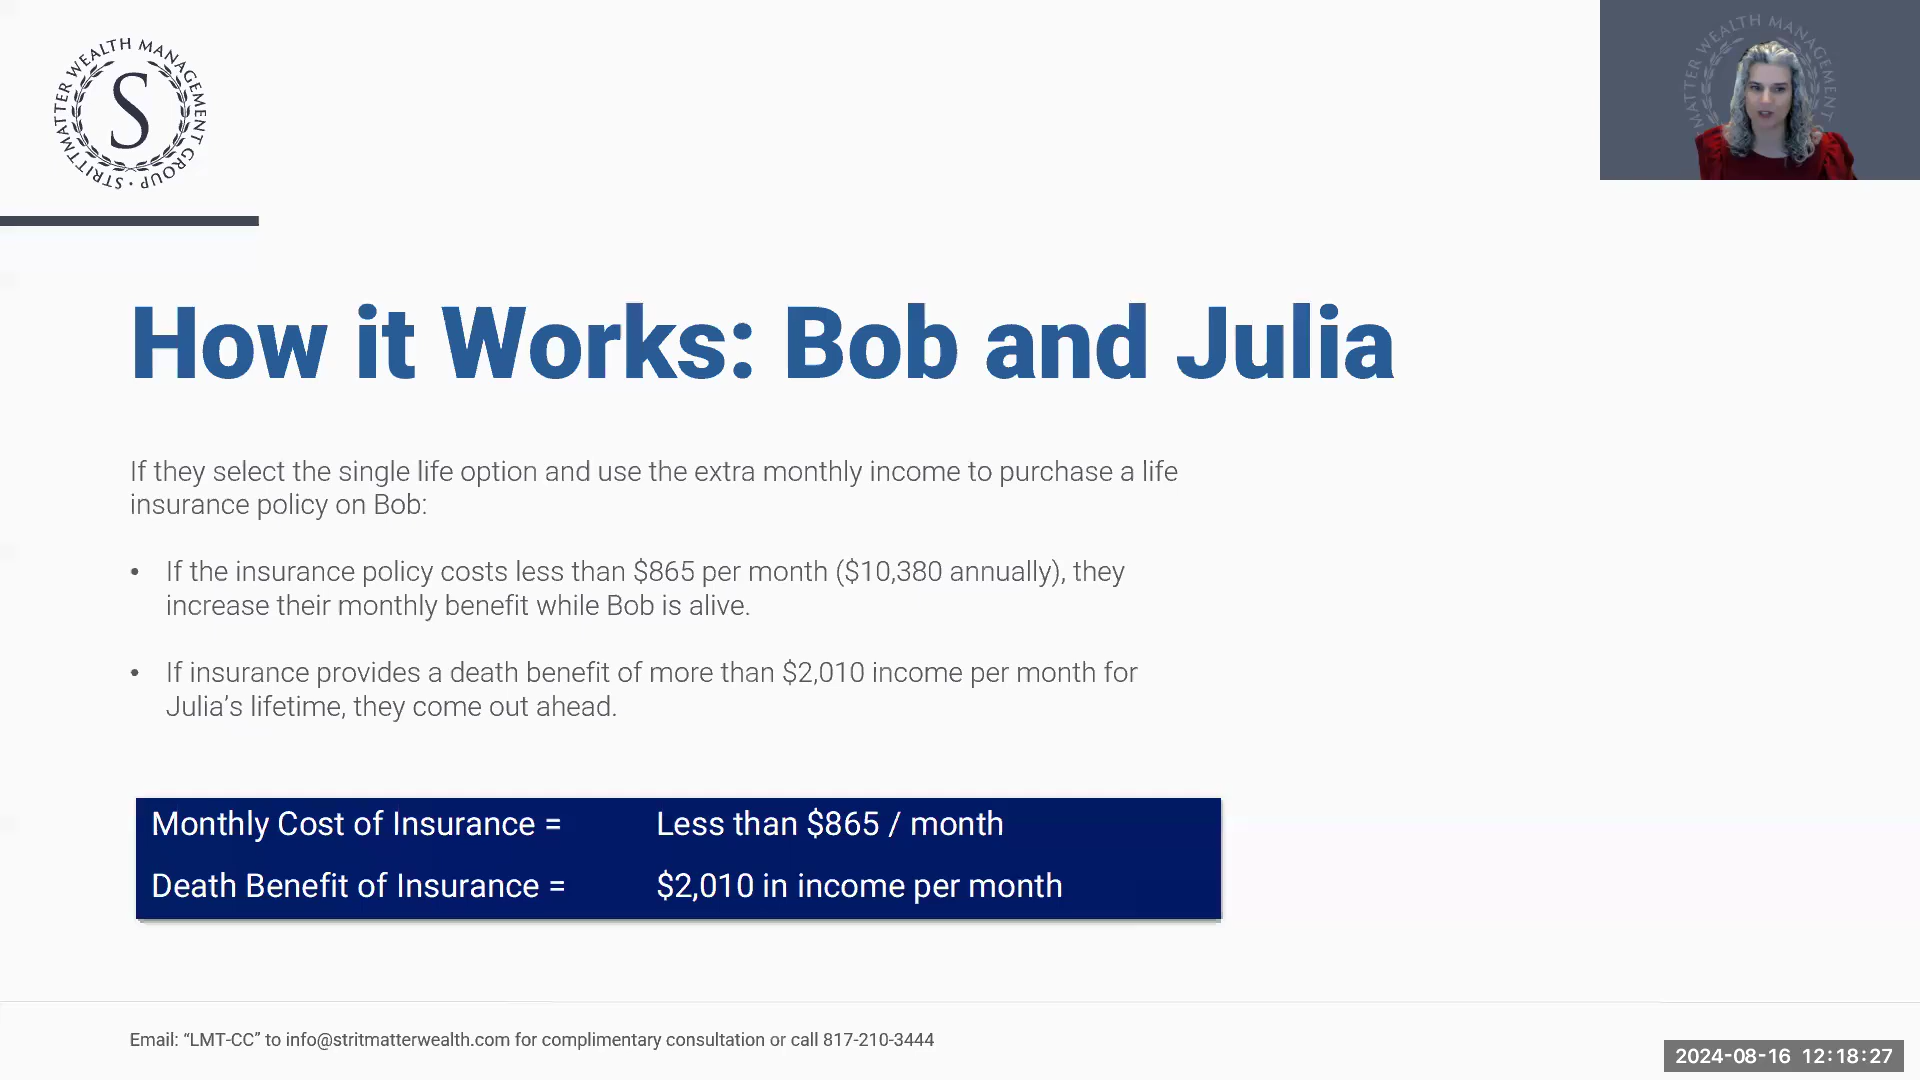 STRITTMATTER WEALTH MANAGEMENT GROUP ·
S
MATTER WEALTH MANAGEMENT
How it Works: Bob and Julia
If they select the single life option and use the extra monthly income to purchase a life
insurance policy on Bob:
• If the insurance policy costs less than $865 per month ($10,380 annually), they
increase their monthly benefit while Bob is alive.
• If insurance provides a death benefit of more than $2,010 income per month for
Julia’s lifetime, they come out ahead.
Monthly Cost of Insurance = Less than $865 / month
Death Benefit of Insurance = $2,010 in income per month
Email: “LMT-CC” to info@stritmatterwealth.com for complimentary consultation or call 817-210-3444
2024-08-16 12:18:27